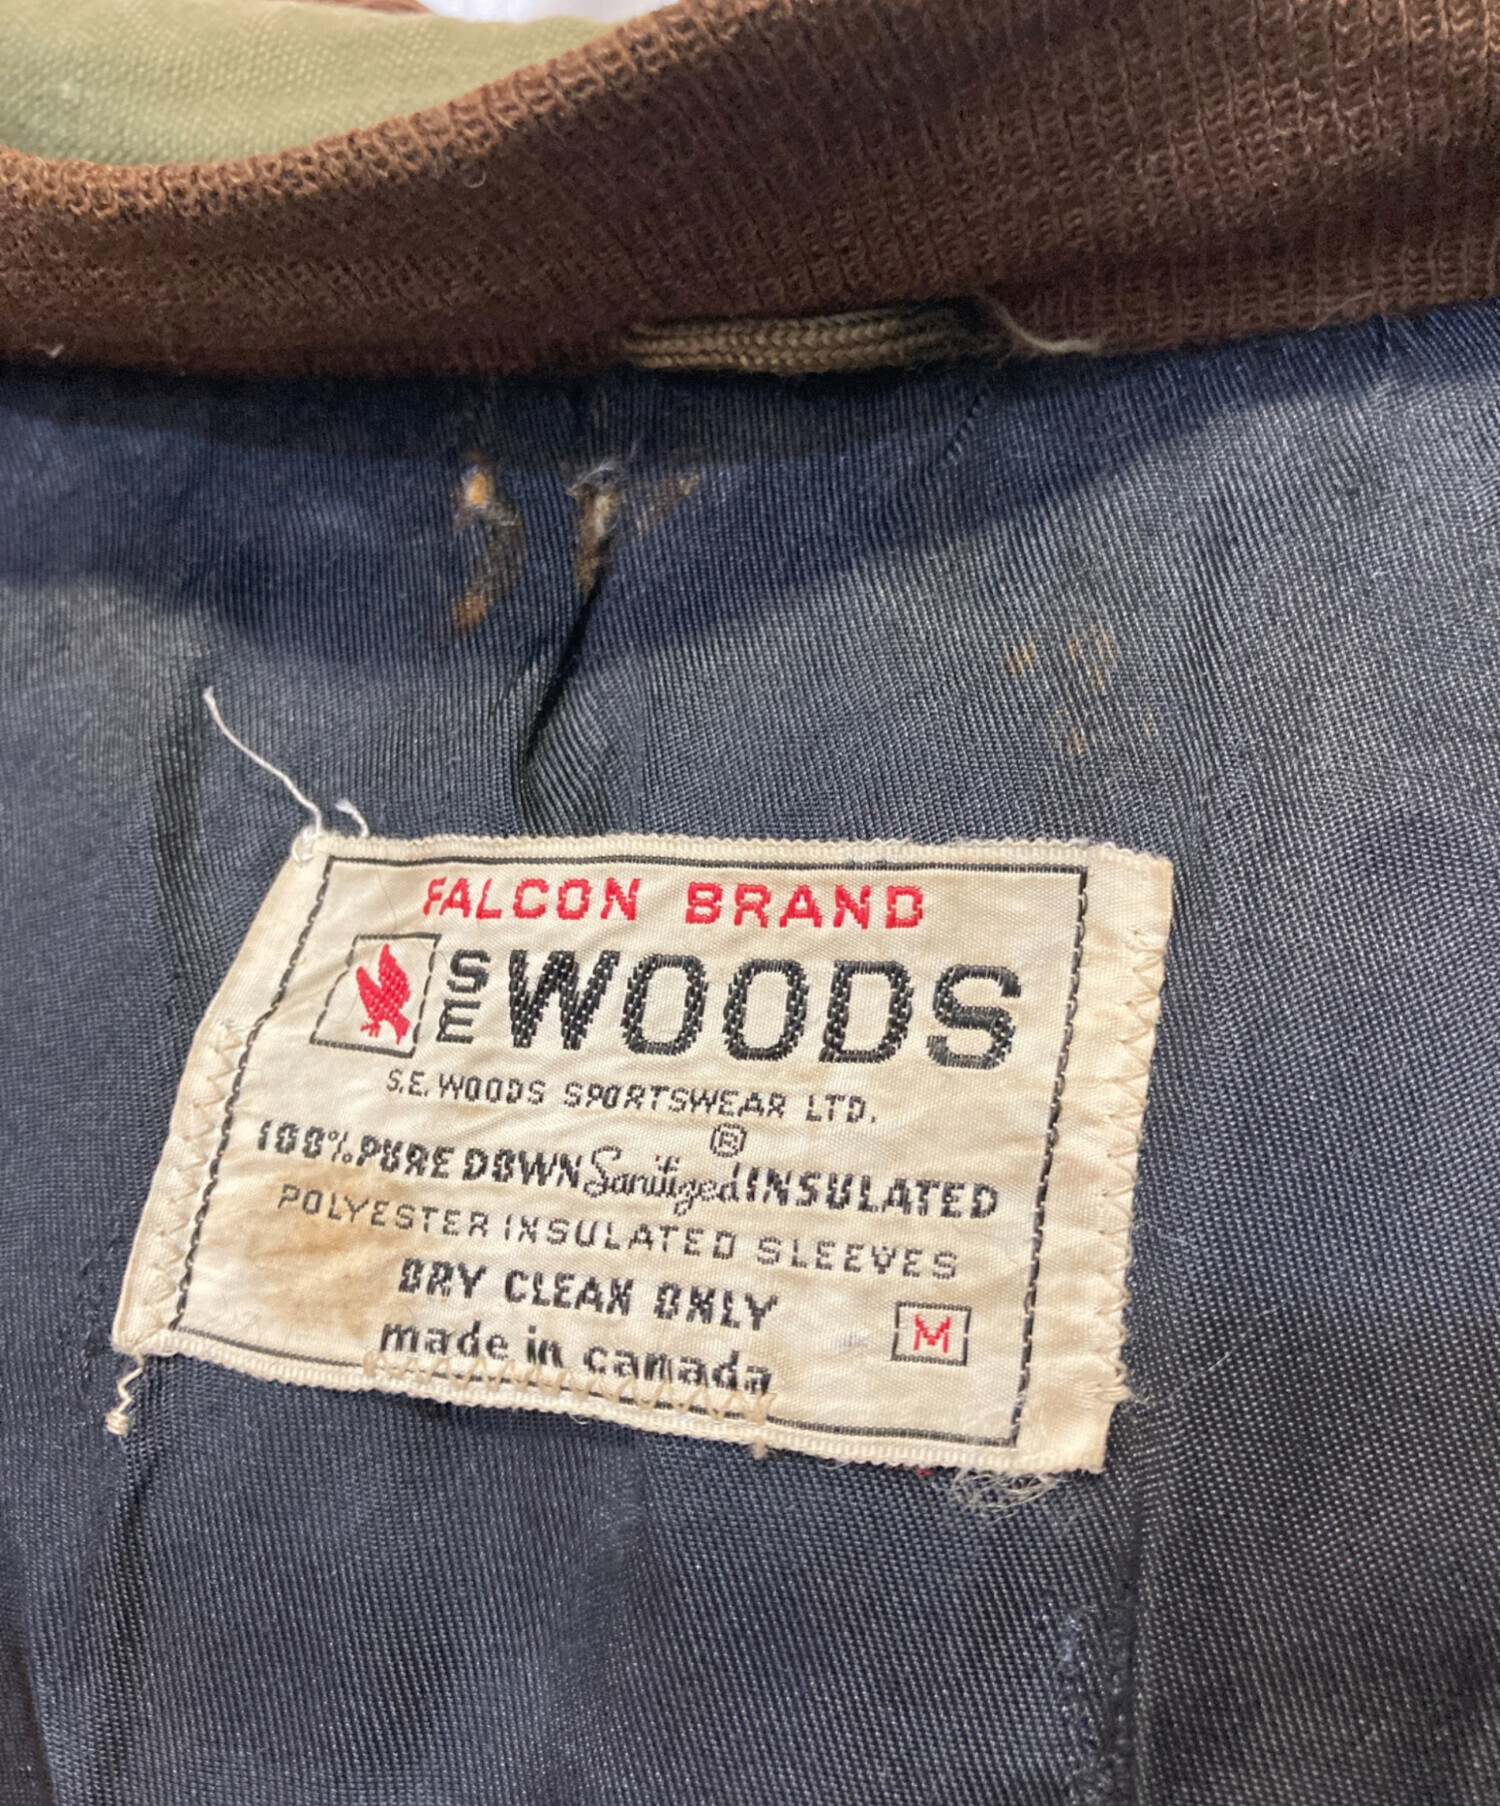 FALCON BRAND
SE WOODS
S.E. WOODS SPORTSWEAR LTD.
®
100% PURE DOWN Sanitized INSULATED
POLYESTER INSULATED SLEEVES
DRY CLEAN ONLY
made in canada
M